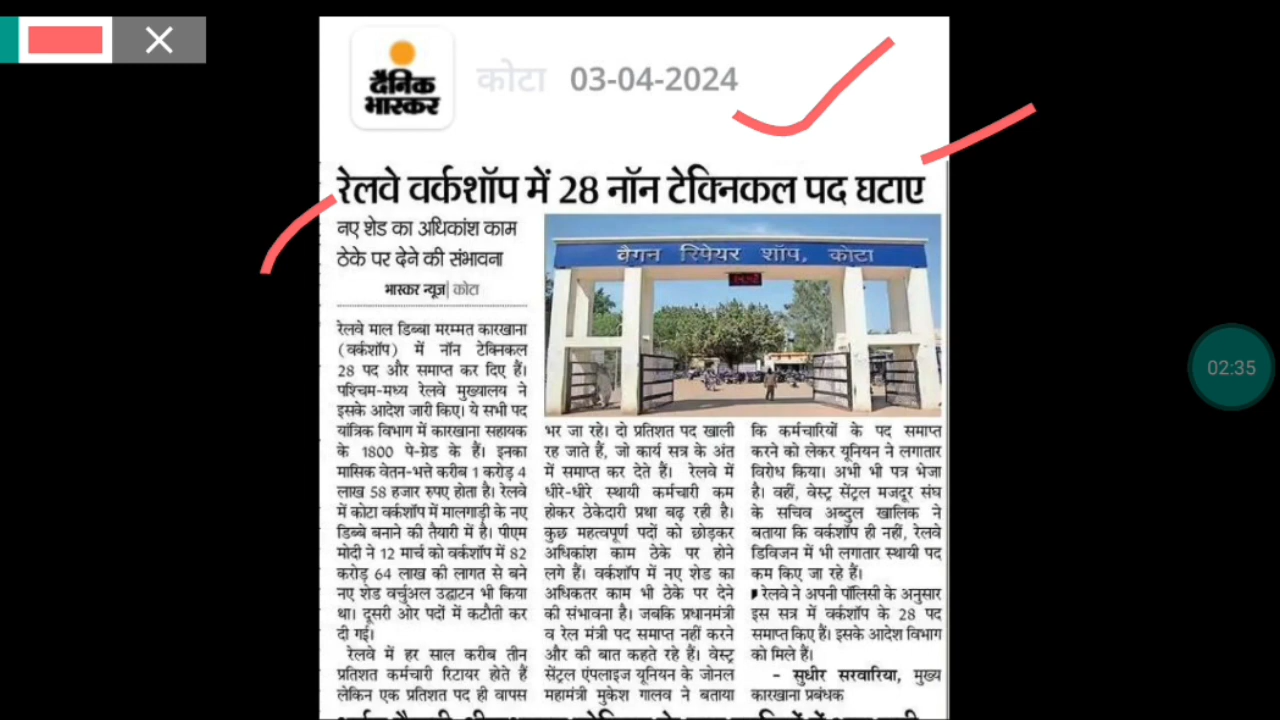 दैनिक
भास्कर
कोटा 03-04-2024
रेलवे वर्कशॉप में 28 नॉन टेक्निकल पद घटाए
नए शेड का अधिकांश काम
ठेके पर देने की संभावना
भास्कर न्यूज| कोटा
रेलवे माल डिब्बा मरम्मत कारखाना
(वर्कशॉप) में नॉन टेक्निकल
28 पद और समाप्त कर दिए हैं।
पश्चिम-मध्य रेलवे मुख्यालय ने
इसके आदेश जारी किए। ये सभी पद
यांत्रिक विभाग में कारखाना सहायक
के 1800 पे-ग्रेड के हैं। इनका
मासिक वेतन-भत्ते करीब 1 करोड़ 4
लाख 58 हजार रुपए होता है। रेलवे
में कोटा वर्कशॉप में मालगाड़ी के नए
डिब्बे बनाने की तैयारी में है। पीएम
मोदी ने 12 मार्च को वर्कशॉप में 82
करोड़ 64 लाख की लागत से बने
नए शेड वर्चुअल उद्घाटन भी किया
था। दूसरी ओर पदों में कटौती कर
दी गई।
रेलवे में हर साल करीब तीन
प्रतिशत कर्मचारी रिटायर होते हैं
लेकिन एक प्रतिशत पद ही वापस
वैगन रिपेयर शॉप, कोटा
भर जा रहे। दो प्रतिशत पद खाली
रह जाते हैं, जो कार्य सत्र के अंत
में समाप्त कर देते हैं। रेलवे में
धीरे-धीरे स्थायी कर्मचारी कम
होकर ठेकेदारी प्रथा बढ़ रही है।
कुछ महत्वपूर्ण पदों को छोड़कर
अधिकांश काम ठेके पर होने
लगे हैं। वर्कशॉप में नए शेड का
अधिकतर काम भी ठेके पर देने
की संभावना है। जबकि प्रधानमंत्री
व रेल मंत्री पद समाप्त नहीं करने
और की बात कहते रहे हैं। वेस्ट
सेंट्रल एंपलाइज यूनियन के जोनल
महामंत्री मुकेश गालव ने बताया
कि कर्मचारियों के पद समाप्त
करने को लेकर यूनियन ने लगातार
विरोध किया। अभी भी पत्र भेजा
है। वहीं, वेस्ट सेंट्रल मजदूर संघ
के सचिव अब्दुल खालिक ने
बताया कि वर्कशॉप ही नहीं, रेलवे
डिविजन में भी लगातार स्थायी पद
कम किए जा रहे हैं।
रेलवे ने अपनी पॉलिसी के अनुसार
इस सत्र में वर्कशॉप के 28 पद
समाप्त किए हैं। इसके आदेश विभाग
को मिले हैं।
- सुधीर सरवारिया, मुख्य
कारखाना प्रबंधक
02:35